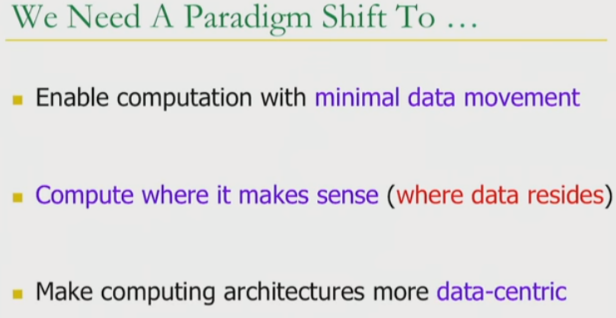 We Need A Paradigm Shift To …
Enable computation with minimal data movement
Compute where it makes sense (where data resides)
Make computing architectures more data-centric